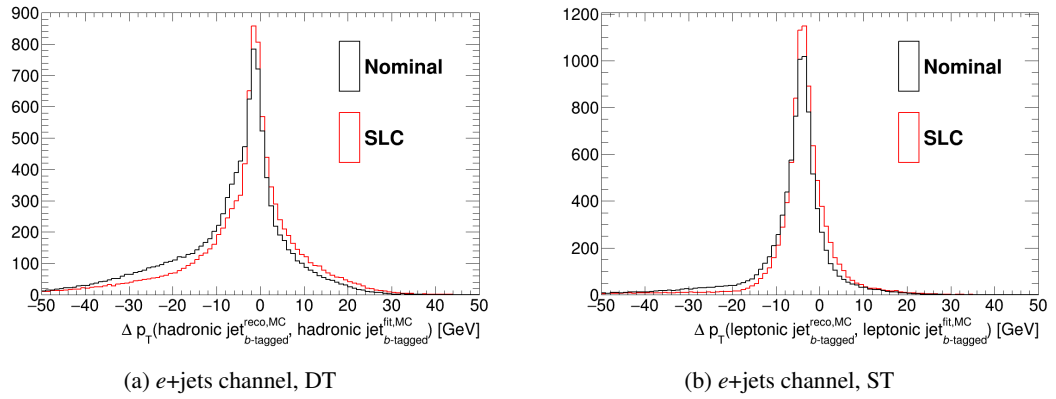 900
800
700
600
500
400
300
200
100
0
−50 −40 −30 −20 −10 0 10 20 30 40 50
Nominal
SLC
Δ p_T(hadronic jet^{reco,MC}_{b-tagged}, hadronic jet^{fit,MC}_{b-tagged}) [GeV]
(a) e+jets channel, DT
1200
1000
800
600
400
200
0
−50 −40 −30 −20 −10 0 10 20 30 40 50
Nominal
SLC
Δ p_T(leptonic jet^{reco,MC}_{b-tagged}, leptonic jet^{fit,MC}_{b-tagged}) [GeV]
(b) e+jets channel, ST